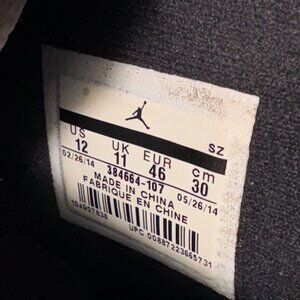 SZ
US UK EUR cm
12 11 46 30
02/26/14 384664-107 05/26/14
MADE IN CHINA
FABRIQUE EN CHINE
UPC 00887223665731